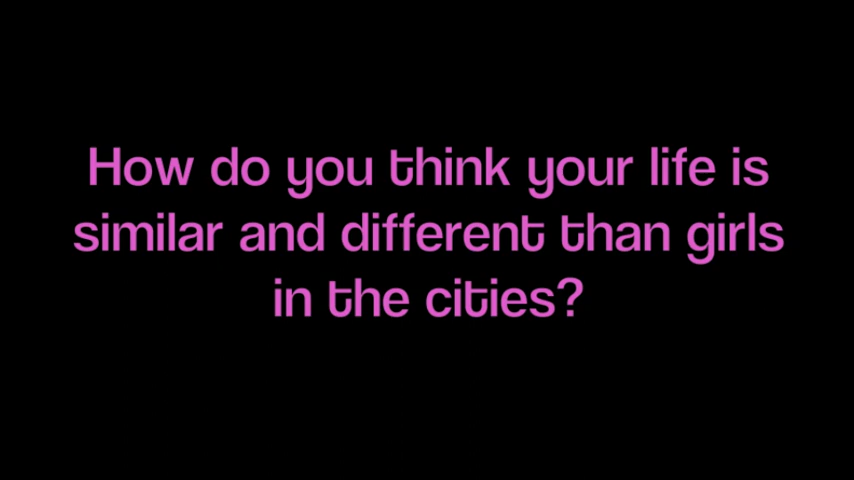 How do you think your life is
similar and different than girls
in the cities?